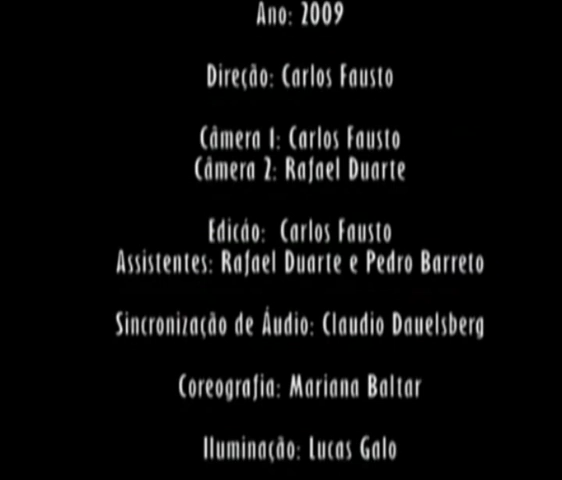 Ano: 2009
Direção: Carlos Fausto
Câmera 1: Carlos Fausto
Câmera 2: Rafael Duarte
Edicão: Carlos Fausto
Assistentes: Rafael Duarte e Pedro Barreto
Sincronização de Áudio: Claudio Dauelsberg
Coreografia: Mariana Baltar
Iluminação: Lucas Galo